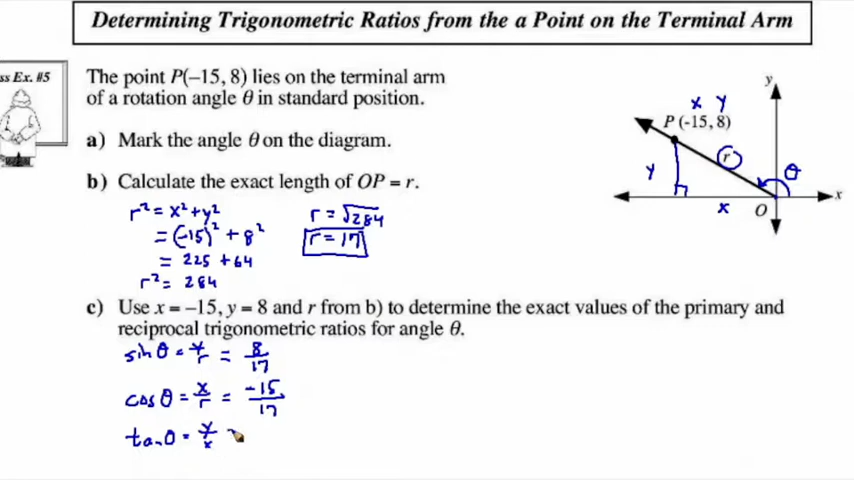 Determining Trigonometric Ratios from the a Point on the Terminal Arm
ss Ex. #5
The point P(–15, 8) lies on the terminal arm
of a rotation angle θ in standard position.
a) Mark the angle θ on the diagram.
b) Calculate the exact length of OP = r.
r² = x² + y²
= (-15)² + 8²
= 225 + 64
r² = 284
r = √284
r = 17
y
x y
P (-15, 8)
r
θ
y
x
O
x
c) Use x = –15, y = 8 and r from b) to determine the exact values of the primary and
reciprocal trigonometric ratios for angle θ.
sin θ = y/r = 8/17
cos θ = x/r = -15/17
tan θ = y/x =